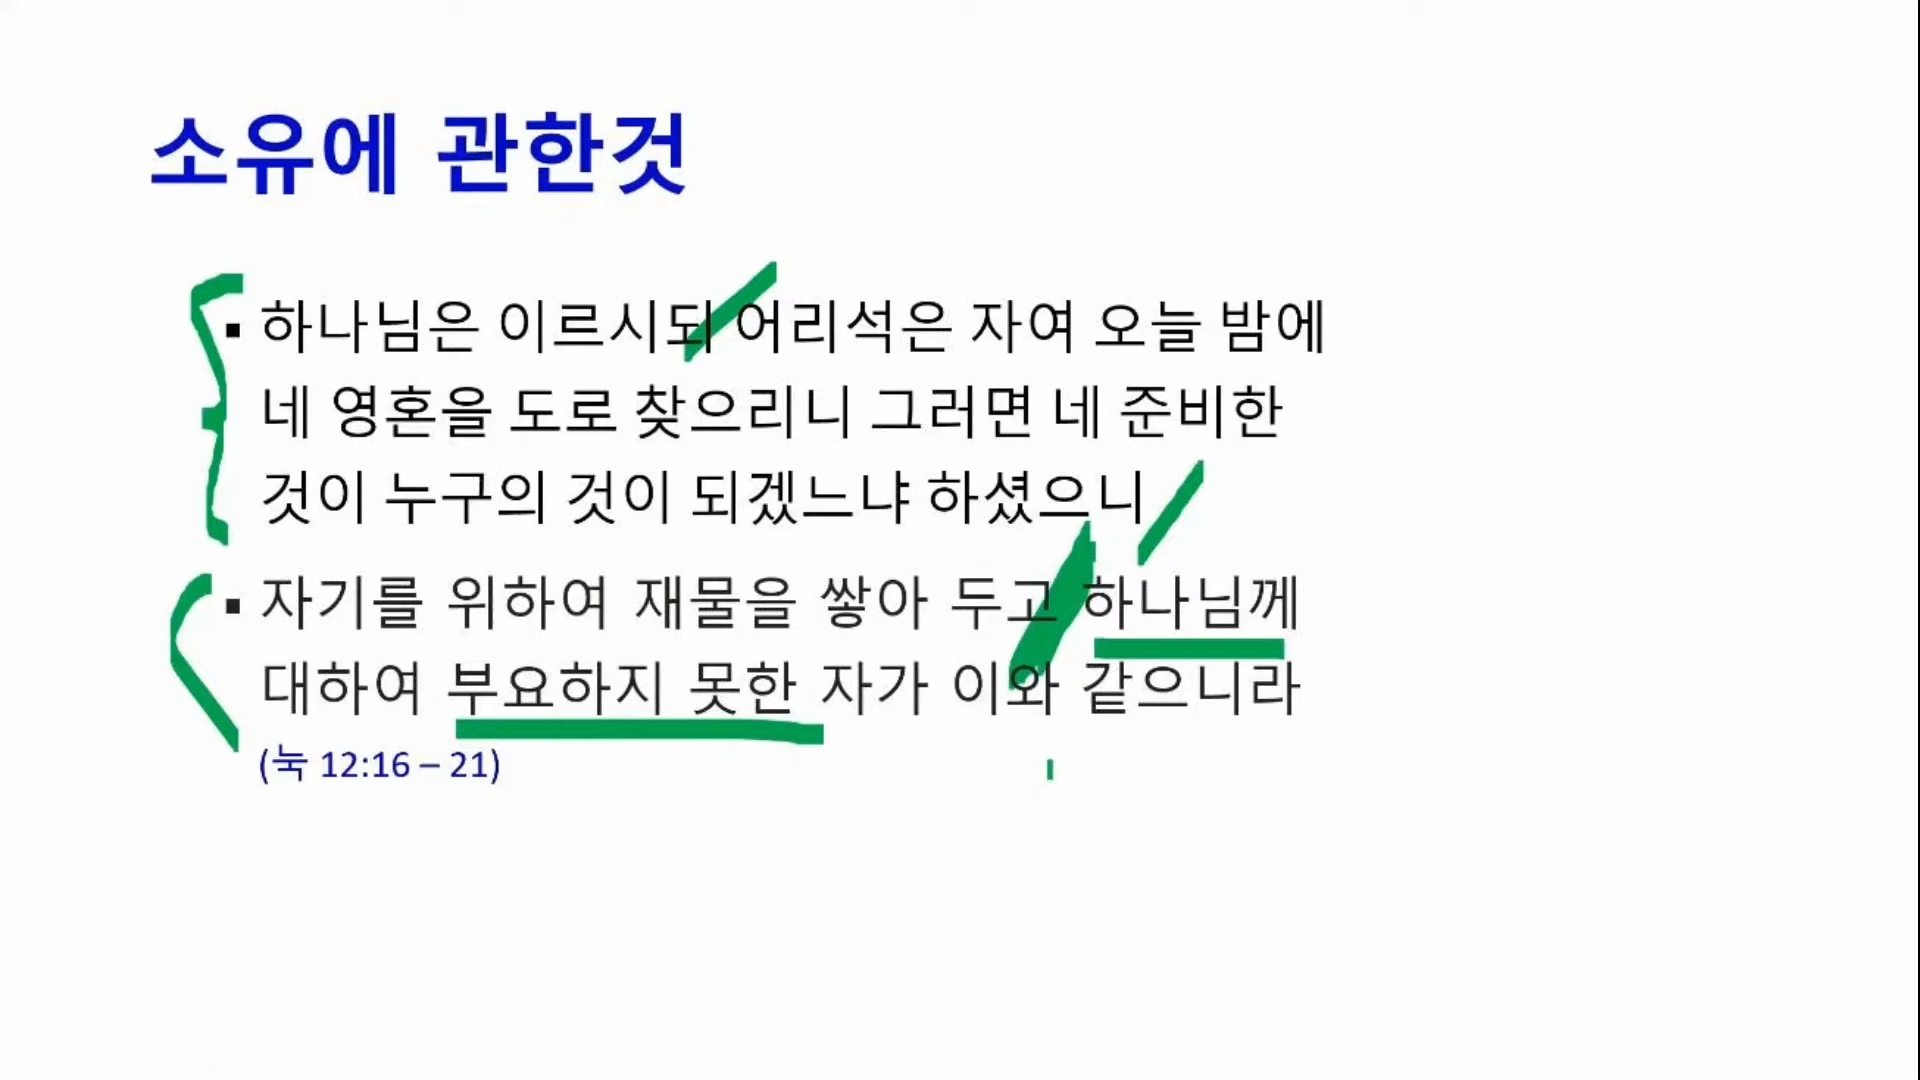 소유에 관한것
▪ 하나님은 이르시되 어리석은 자여 오늘 밤에
네 영혼을 도로 찾으리니 그러면 네 준비한
것이 누구의 것이 되겠느냐 하셨으니
▪ 자기를 위하여 재물을 쌓아 두고 하나님께
대하여 부요하지 못한 자가 이와 같으니라
(눅 12:16 – 21)